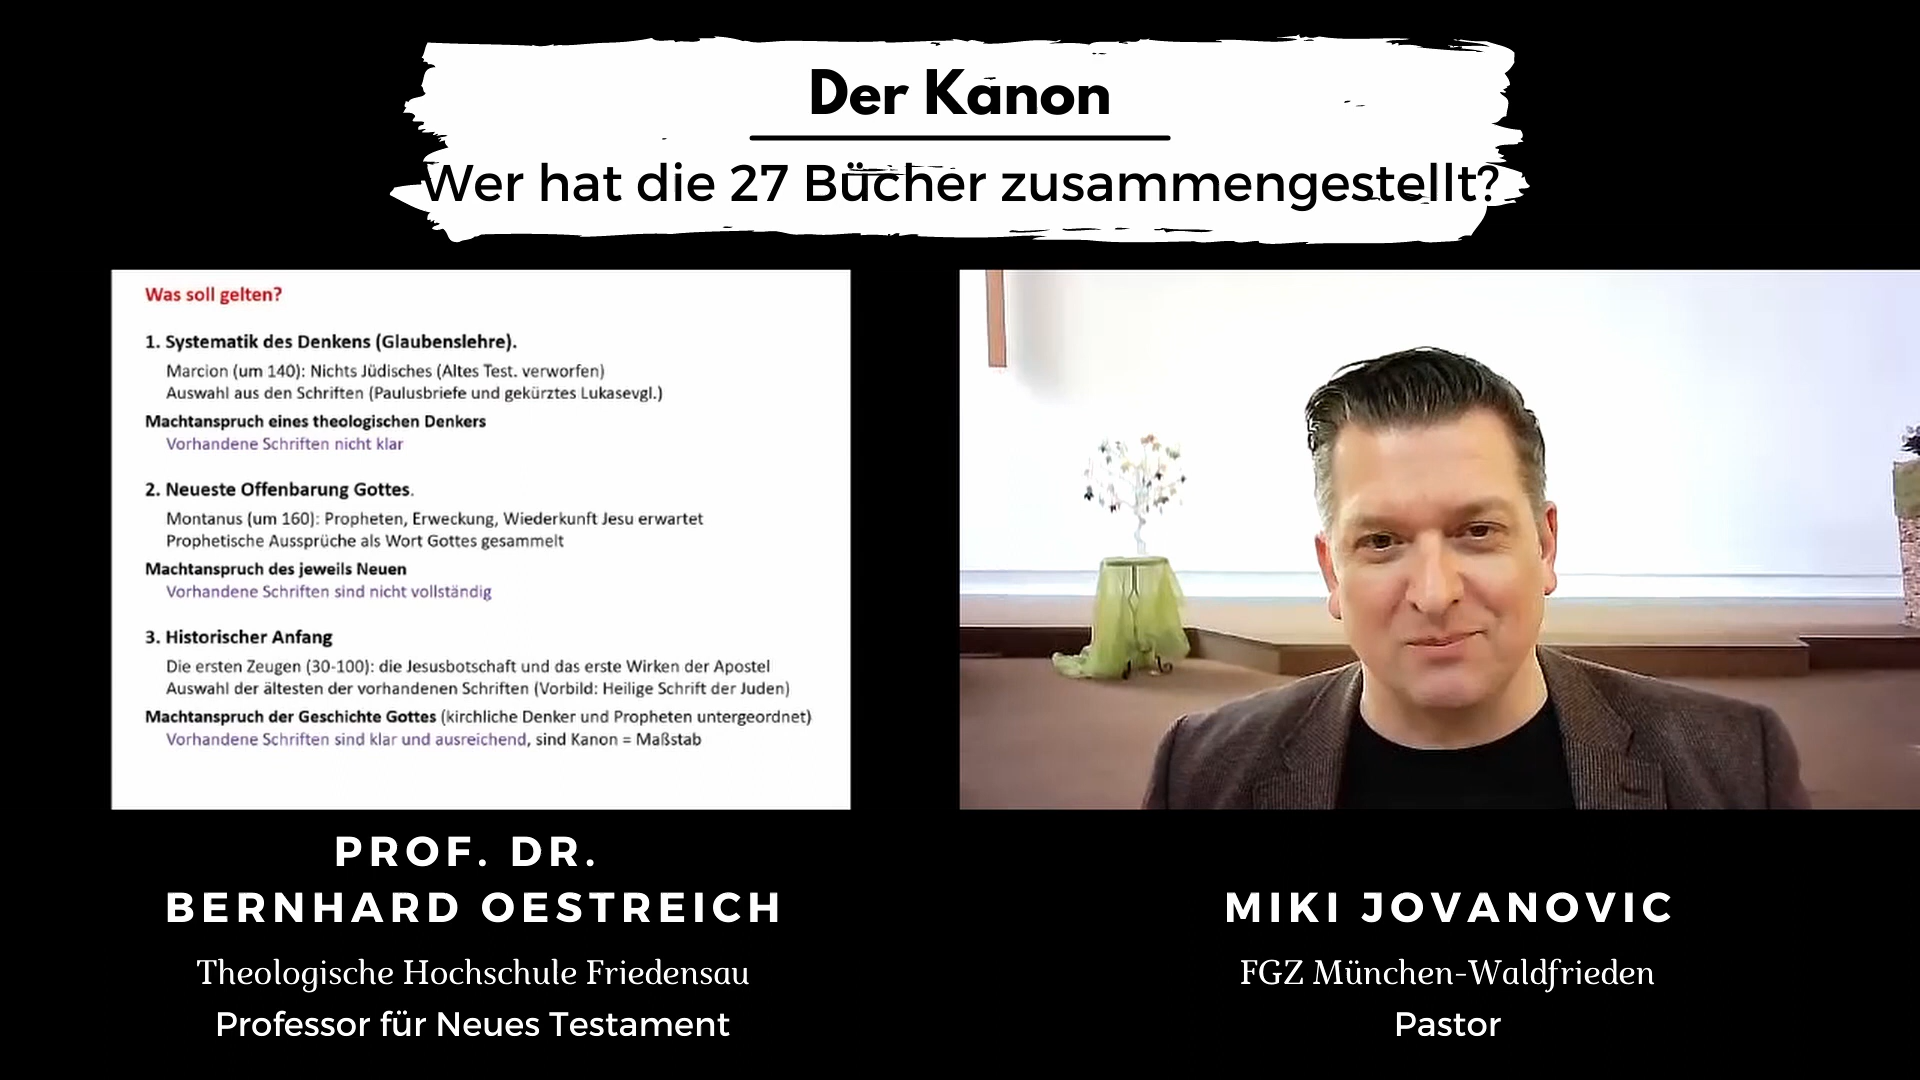 Der Kanon
Wer hat die 27 Bücher zusammengestellt?
Was soll gelten?
1. Systematik des Denkens (Glaubenslehre).
Marcion (um 140): Nichts Jüdisches (Altes Test. verworfen)
Auswahl aus den Schriften (Paulusbriefe und gekürztes Lukasevgl.)
Machtanspruch eines theologischen Denkers
Vorhandene Schriften nicht klar
2. Neueste Offenbarung Gottes.
Montanus (um 160): Propheten, Erweckung, Wiederkunft Jesu erwartet
Prophetische Aussprüche als Wort Gottes gesammelt
Machtanspruch des jeweils Neuen
Vorhandene Schriften sind nicht vollständig
3. Historischer Anfang
Die ersten Zeugen (30-100): die Jesusbotschaft und das erste Wirken der Apostel
Auswahl der ältesten der vorhandenen Schriften (Vorbild: Heilige Schrift der Juden)
Machtanspruch der Geschichte Gottes (kirchliche Denker und Propheten untergeordnet)
Vorhandene Schriften sind klar und ausreichend, sind Kanon = Maßstab
PROF. DR.
BERNHARD OESTREICH
Theologische Hochschule Friedensau
Professor für Neues Testament
MIKI JOVANOVIC
FGZ München-Waldfrieden
Pastor